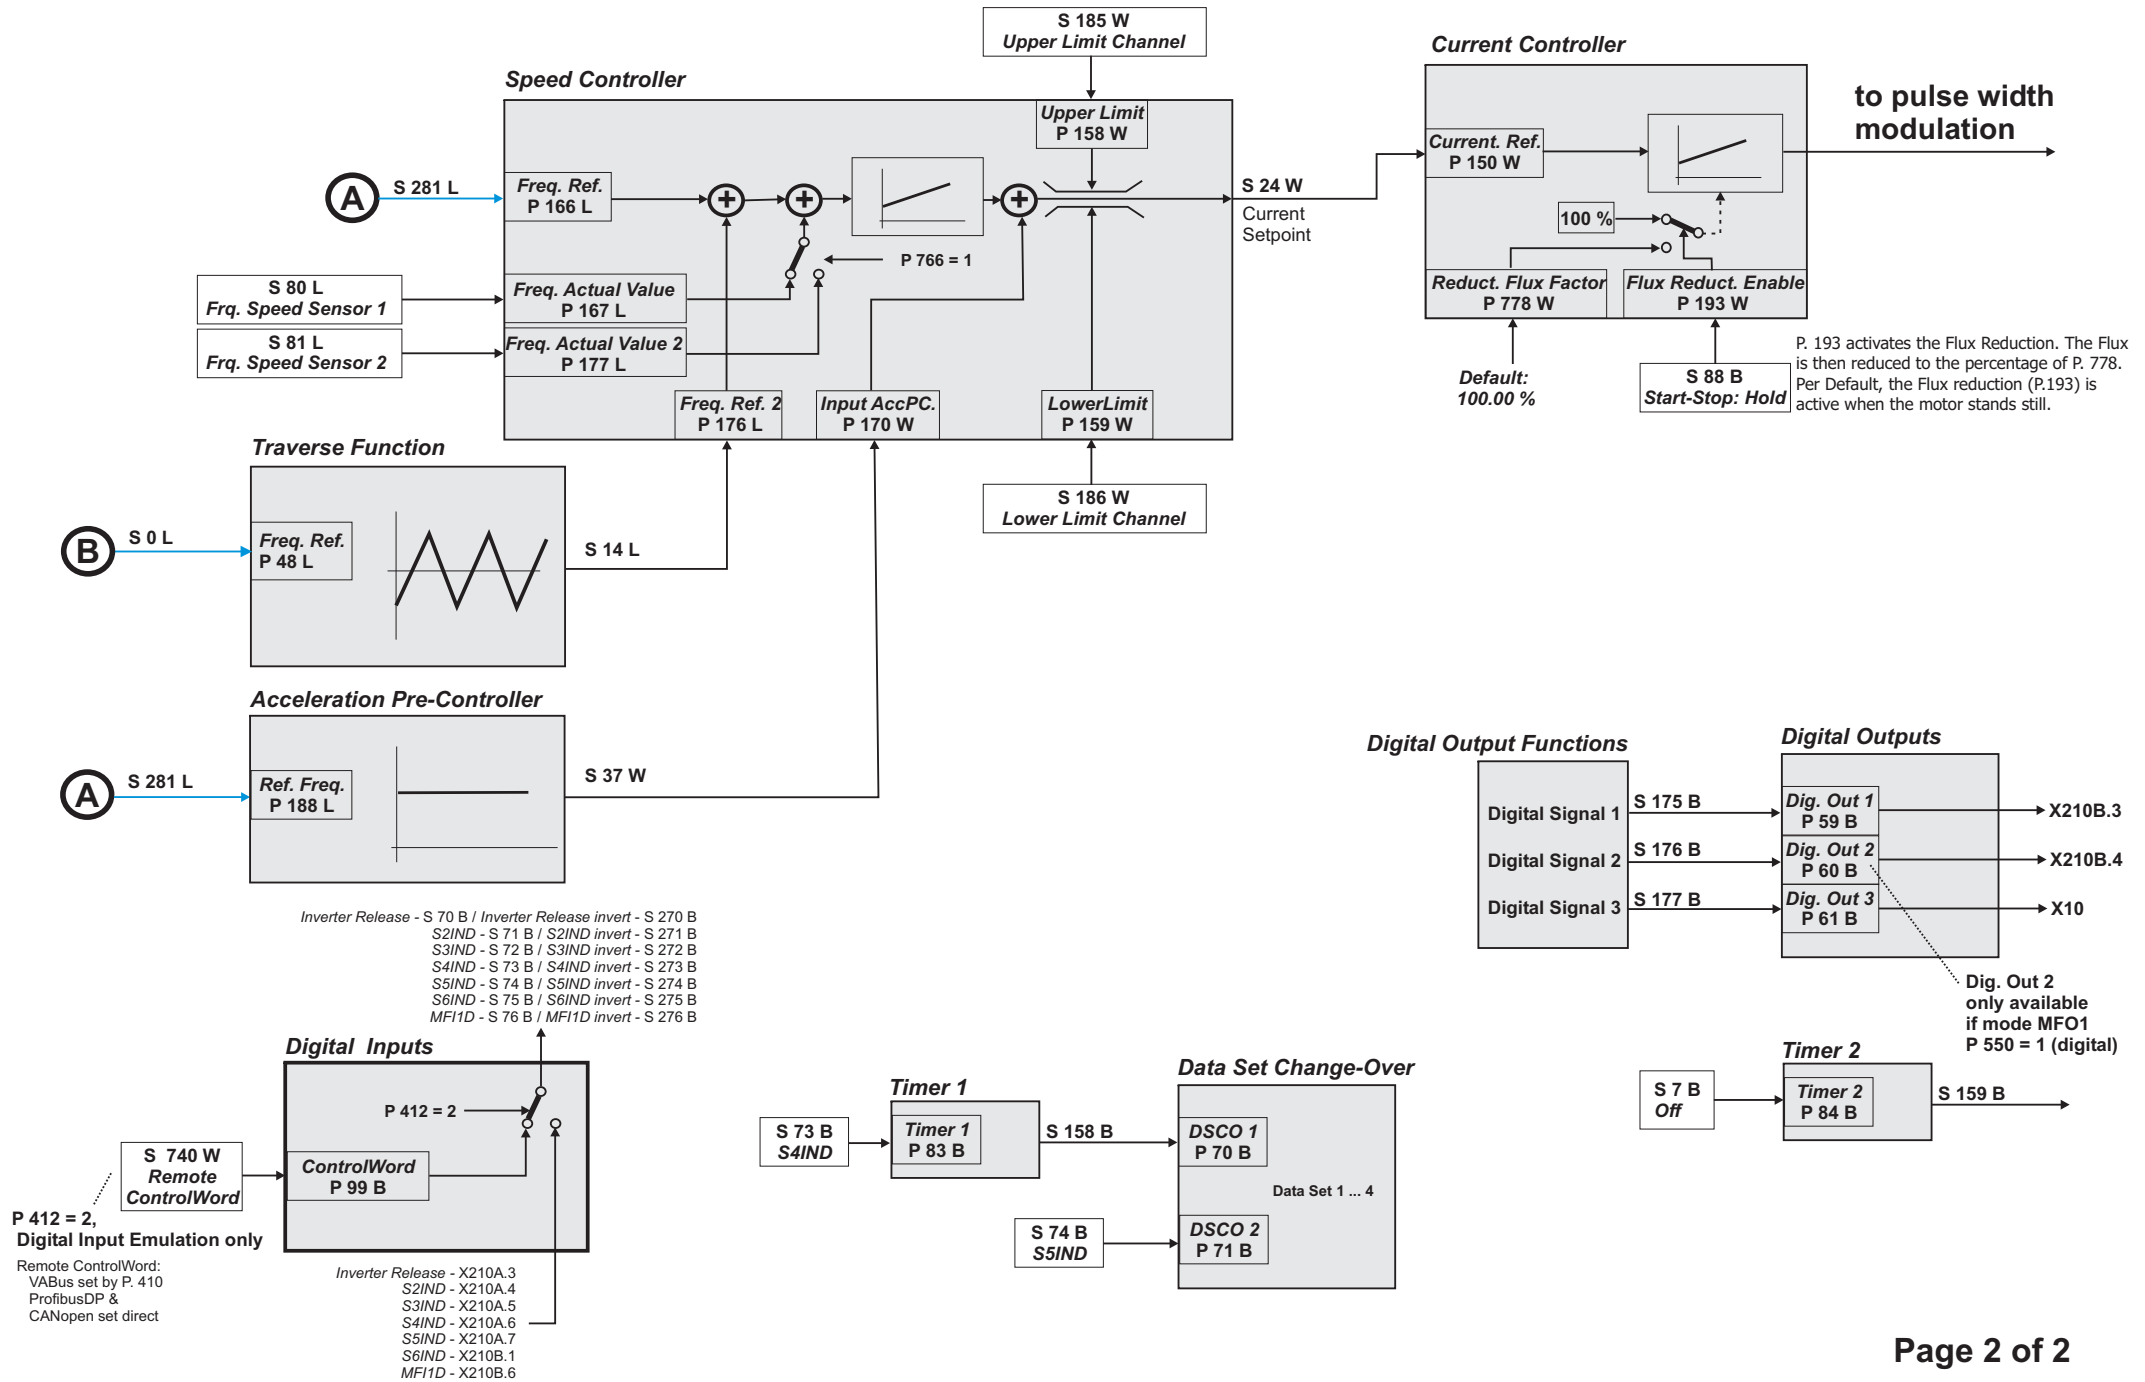 S 185 W
Upper Limit Channel
Current Controller
Speed Controller
to pulse width
modulation
Upper Limit
P 158 W
Current. Ref.
P 150 W
A
S 281 L
Freq. Ref.
P 166 L
+
+
+
S 24 W
Current
Setpoint
100 %
P 766 = 1
S 80 L
Frq. Speed Sensor 1
Freq. Actual Value
P 167 L
Reduct. Flux Factor
P 778 W
Flux Reduct. Enable
P 193 W
S 81 L
Frq. Speed Sensor 2
Freq. Actual Value 2
P 177 L
P. 193 activates the Flux Reduction. The Flux
is then reduced to the percentage of P. 778.
Per Default, the Flux reduction (P.193) is
active when the motor stands still.
Default:
100.00 %
S 88 B
Start-Stop: Hold
Freq. Ref. 2
P 176 L
Input AccPC.
P 170 W
LowerLimit
P 159 W
Traverse Function
S 186 W
Lower Limit Channel
B
S 0 L
Freq. Ref.
P 48 L
S 14 L
Acceleration Pre-Controller
A
S 281 L
Ref. Freq.
P 188 L
S 37 W
Digital Output Functions
Digital Outputs
Digital Signal 1
S 175 B
Dig. Out 1
P 59 B
X210B.3
Digital Signal 2
S 176 B
Dig. Out 2
P 60 B
X210B.4
Digital Signal 3
S 177 B
Dig. Out 3
P 61 B
X10
Dig. Out 2
only available
if mode MFO1
P 550 = 1 (digital)
Inverter Release - S 70 B / Inverter Release invert - S 270 B
S2IND - S 71 B / S2IND invert - S 271 B
S3IND - S 72 B / S3IND invert - S 272 B
S4IND - S 73 B / S4IND invert - S 273 B
S5IND - S 74 B / S5IND invert - S 274 B
S6IND - S 75 B / S6IND invert - S 275 B
MFI1D - S 76 B / MFI1D invert - S 276 B
Digital Inputs
P 412 = 2
S 740 W
Remote
ControlWord
ControlWord
P 99 B
P 412 = 2,
Digital Input Emulation only
Remote ControlWord:
VABus set by P. 410
ProfibusDP &
CANopen set direct
Inverter Release - X210A.3
S2IND - X210A.4
S3IND - X210A.5
S4IND - X210A.6
S5IND - X210A.7
S6IND - X210B.1
MFI1D - X210B.6
Timer 1
S 73 B
S4IND
Timer 1
P 83 B
S 158 B
Data Set Change-Over
DSCO 1
P 70 B
Data Set 1 ... 4
S 74 B
S5IND
DSCO 2
P 71 B
Timer 2
S 7 B
Off
Timer 2
P 84 B
S 159 B
Page 2 of 2